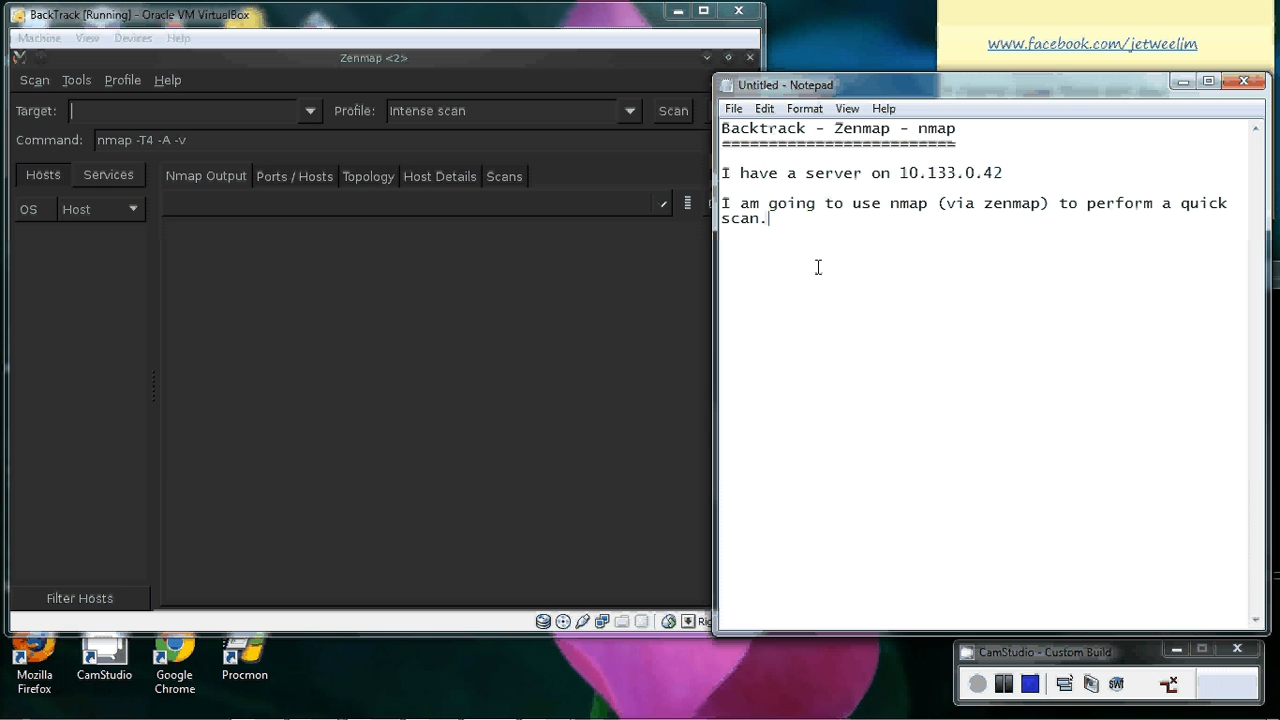 BackTrack [Running] - Oracle VM VirtualBox
Machine View Devices Help
Zenmap <2>
Scan Tools Profile Help
Target: Profile: Intense scan Scan
Command: nmap -T4 -A -v
Hosts Services Nmap Output Ports / Hosts Topology Host Details Scans
OS Host
Filter Hosts
www.facebook.com/jetweelim
Untitled - Notepad
File Edit Format View Help
Backtrack - Zenmap - nmap
=========================
I have a server on 10.133.0.42
I am going to use nmap (via zenmap) to perform a quick
scan.
Mozilla
Firefox
CamStudio
Google
Chrome
Procmon
CamStudio - Custom Build